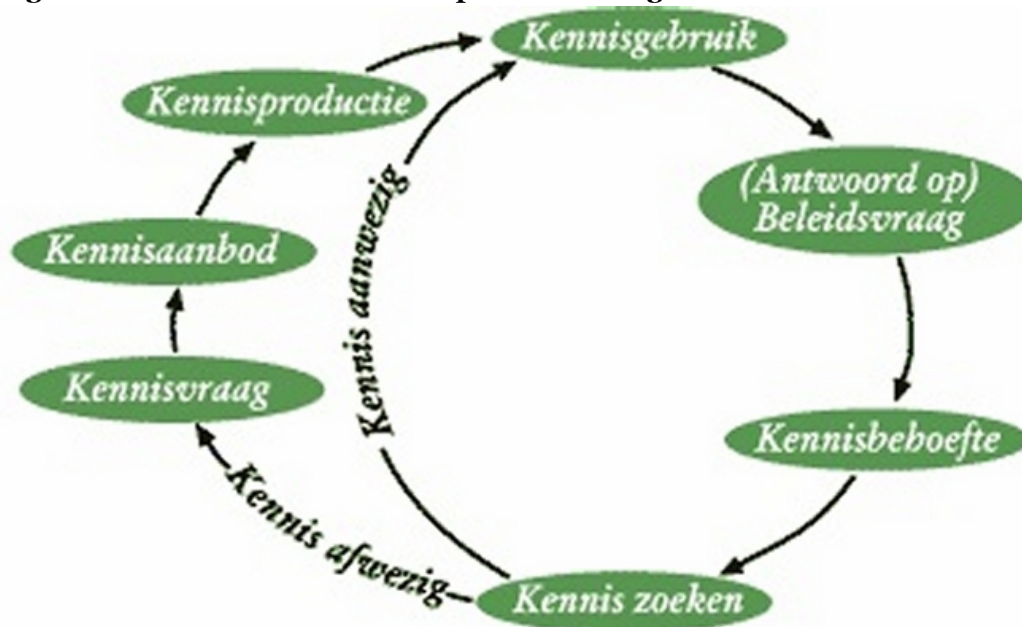 Kennisgebruik
Kennisproductie
(Antwoord op)
Beleidsvraag
Kennis aanwezig
Kennisaanbod
Kennisvraag
Kennisbehoefte
Kennis afwezig
Kennis zoeken